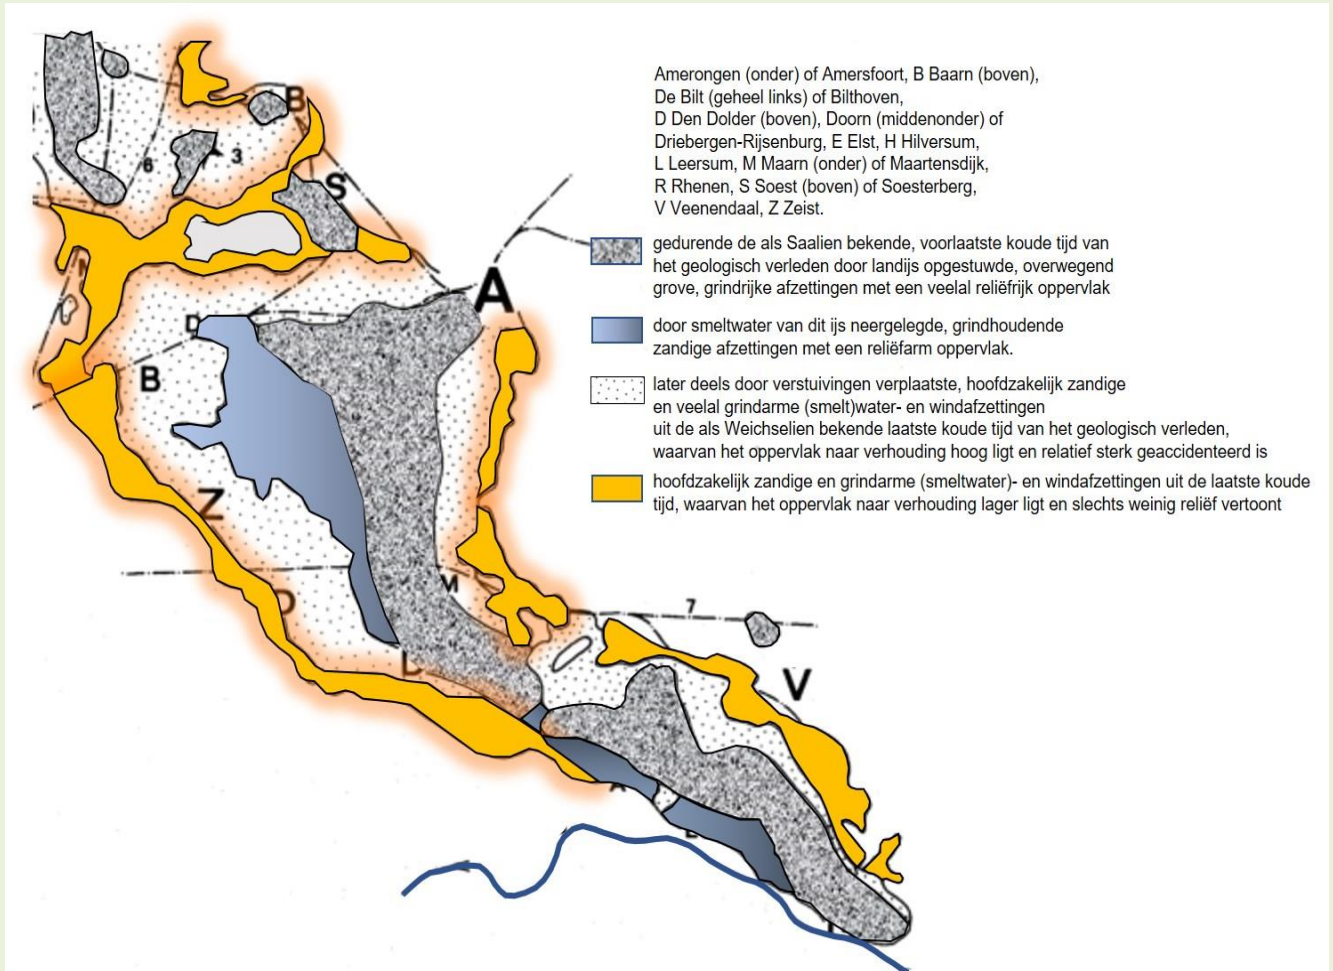 Amerongen (onder) of Amersfoort, B Baarn (boven),
De Bilt (geheel links) of Bilthoven,
D Den Dolder (boven), Doorn (middenonder) of
Driebergen-Rijsenburg, E Elst, H Hilversum,
L Leersum, M Maarn (onder) of Maartensdijk,
R Rhenen, S Soest (boven) of Soesterberg,
V Veenendaal, Z Zeist.
gedurende de als Saalien bekende, voorlaatste koude tijd van
het geologisch verleden door landijs opgestuwde, overwegend
grove, grindrijke afzettingen met een veelal reliëfrijk oppervlak
door smeltwater van dit ijs neergelegde, grindhoudende
zandige afzettingen met een reliëfarm oppervlak.
later deels door verstuivingen verplaatste, hoofdzakelijk zandige
en veelal grindarme (smelt)water- en windafzettingen
uit de als Weichselien bekende laatste koude tijd van het geologisch verleden,
waarvan het oppervlak naar verhouding hoog ligt en relatief sterk geaccidenteerd is
hoofdzakelijk zandige en grindarme (smeltwater)- en windafzettingen uit de laatste koude
tijd, waarvan het oppervlak naar verhouding lager ligt en slechts weinig reliëf vertoont
B
3
6
S
A
D
B
Z
D
M
7
L
V